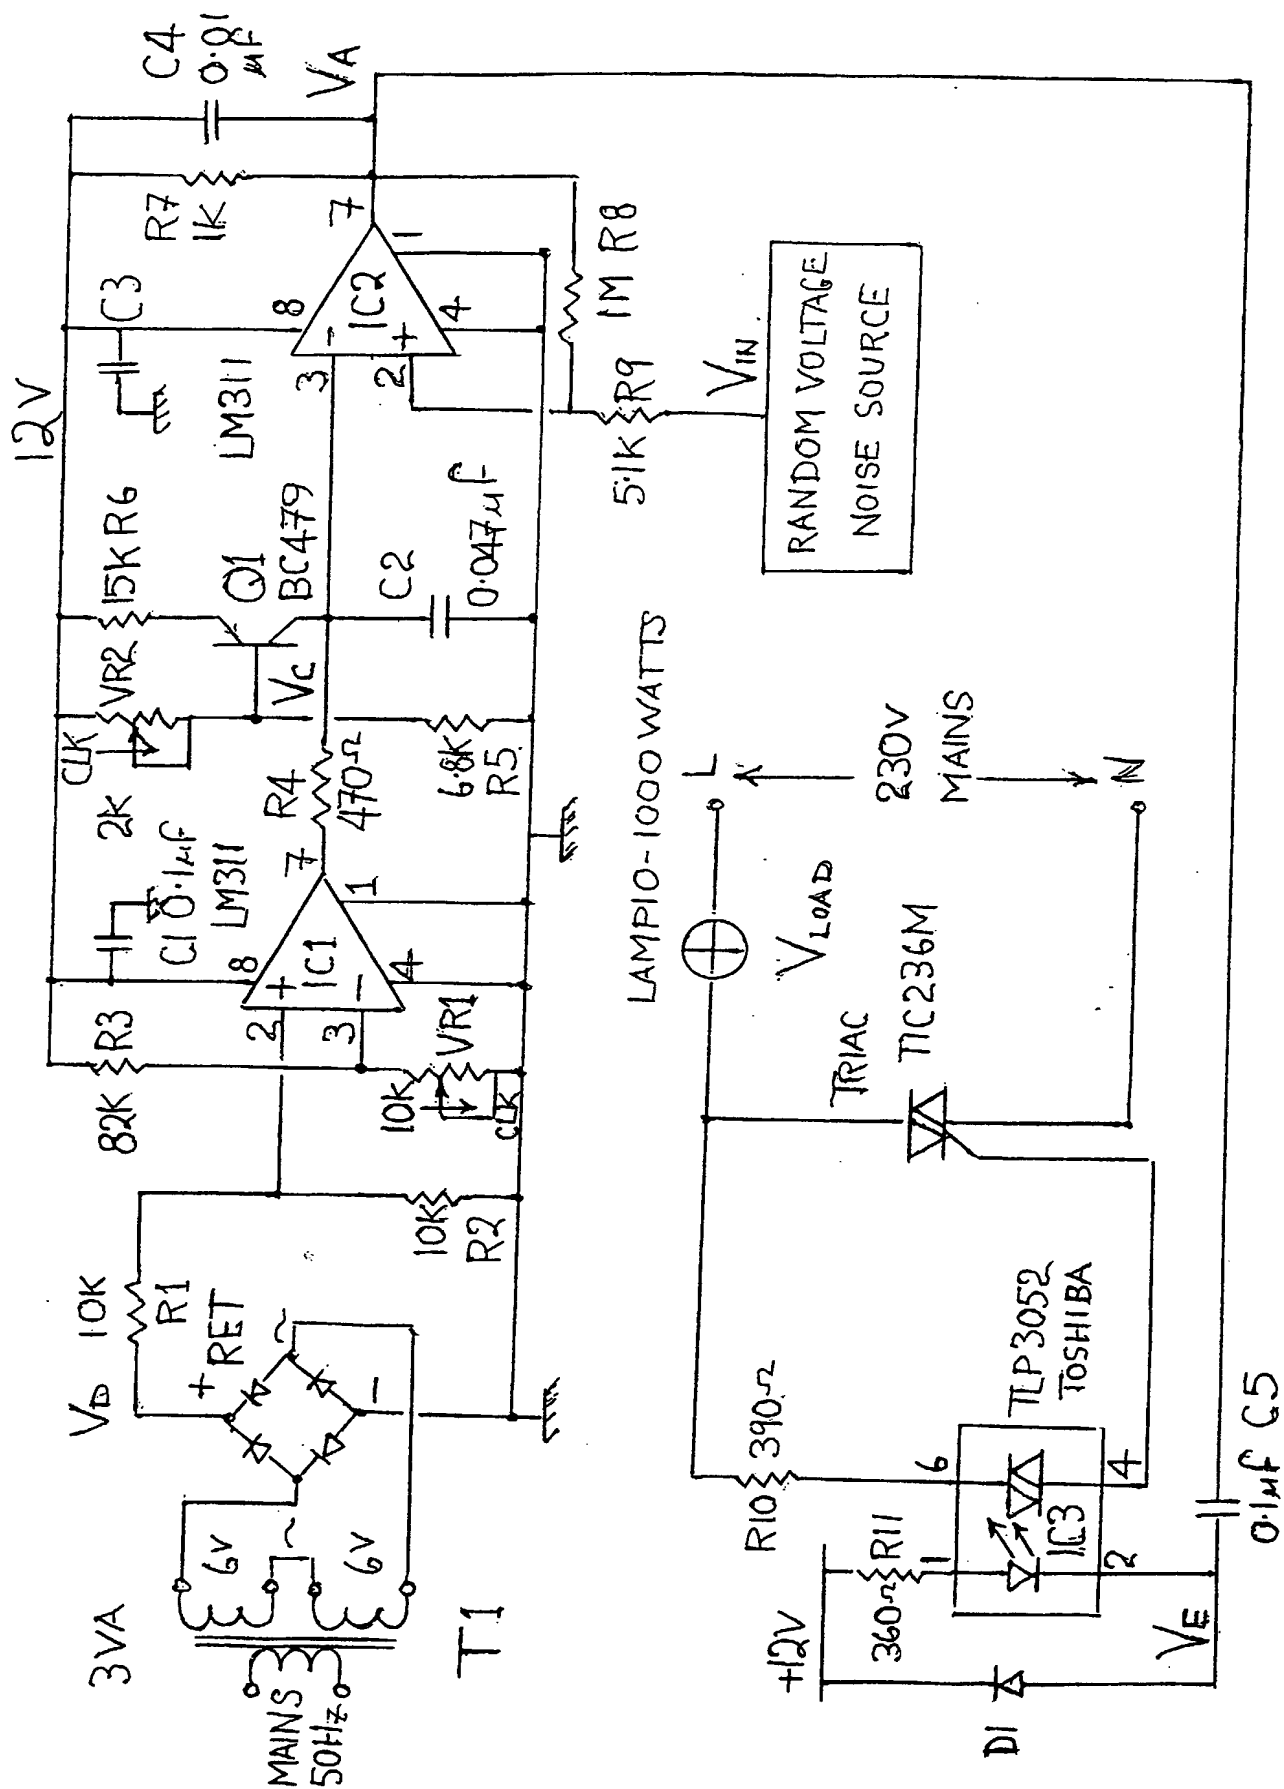 12V
C4
0.01
μF
VA
R7
1K
C3
LM311
8
3
2
-
+
IC2
7
1
4
1M R8
R9
5.1K
VIN
RANDOM VOLTAGE
NOISE SOURCE
15K R6
Q1
BC479
C2
0.047μF
VR2
CLK
2K
VC
R4
470Ω
6.8K
R5
C1 0.1μF
LM311
8
2
3
+
-
IC1
7
1
4
R3
82K
10K
VR1
CLK
10K
R2
10K
R1
VD
+
RET
~
-
~
6V
6V
3VA
MAINS
50Hz
T1
LAMP10-1000WATTS
L
230V
MAINS
N
VLOAD
TRIAC
TIC236M
R10 390Ω
+12V
360Ω
R11
1
6
IC3
2
4
TLP3052
TOSHIBA
D1
VE
0.1μF C5